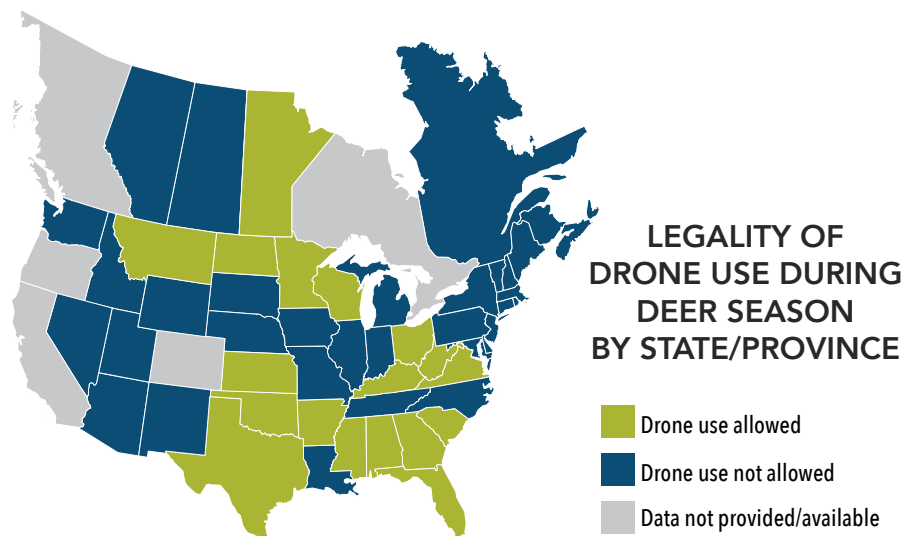 LEGALITY OF
DRONE USE DURING
DEER SEASON
BY STATE/PROVINCE
Drone use allowed
Drone use not allowed
Data not provided/available